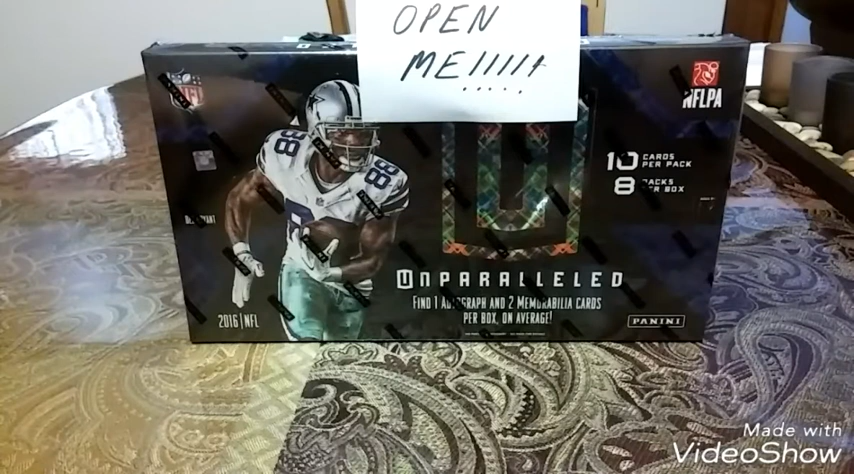 OPEN
ME!!!!!
NFL
NFLPA
88
88
10 CARDS
PER PACK
8 PACKS
PER BOX
UNPARALLELED
FIND 1 AUTOGRAPH AND 2 MEMORABILIA CARDS
PER BOX, ON AVERAGE!
2016 | NFL
PANINI
Made with
VideoShow